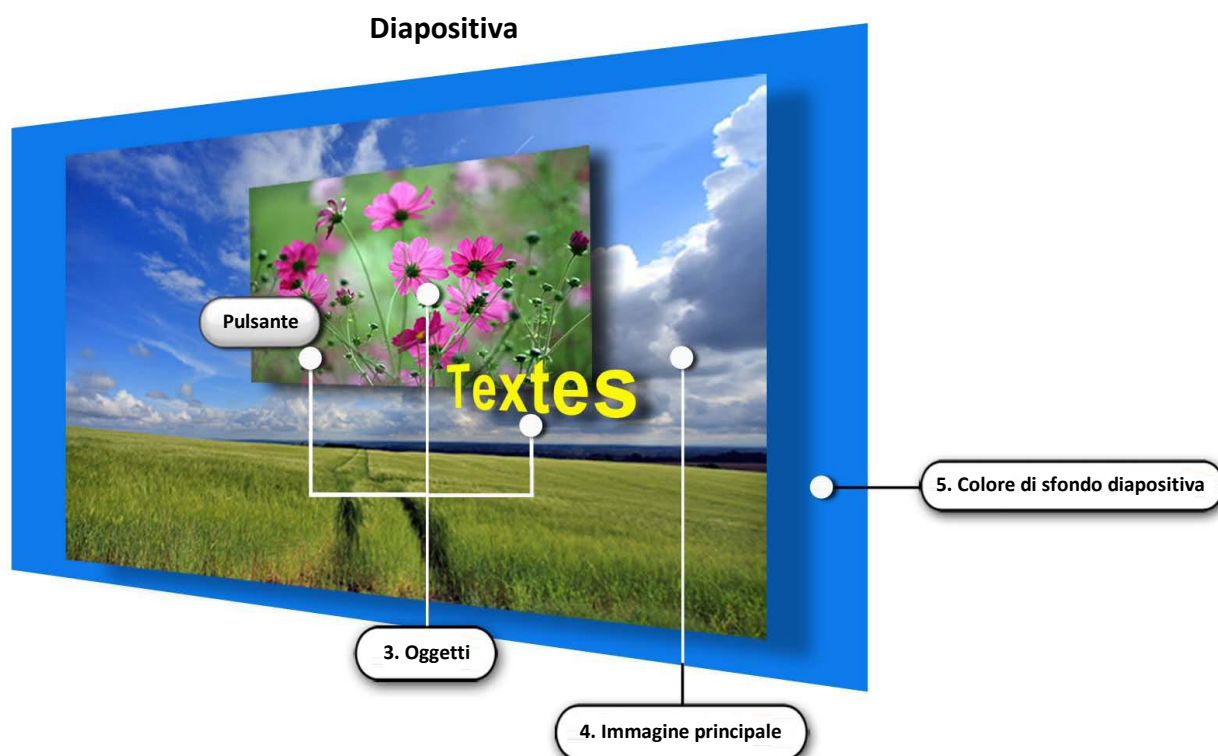 Diapositiva
Pulsante
Textes
5. Colore di sfondo diapositiva
3. Oggetti
4. Immagine principale